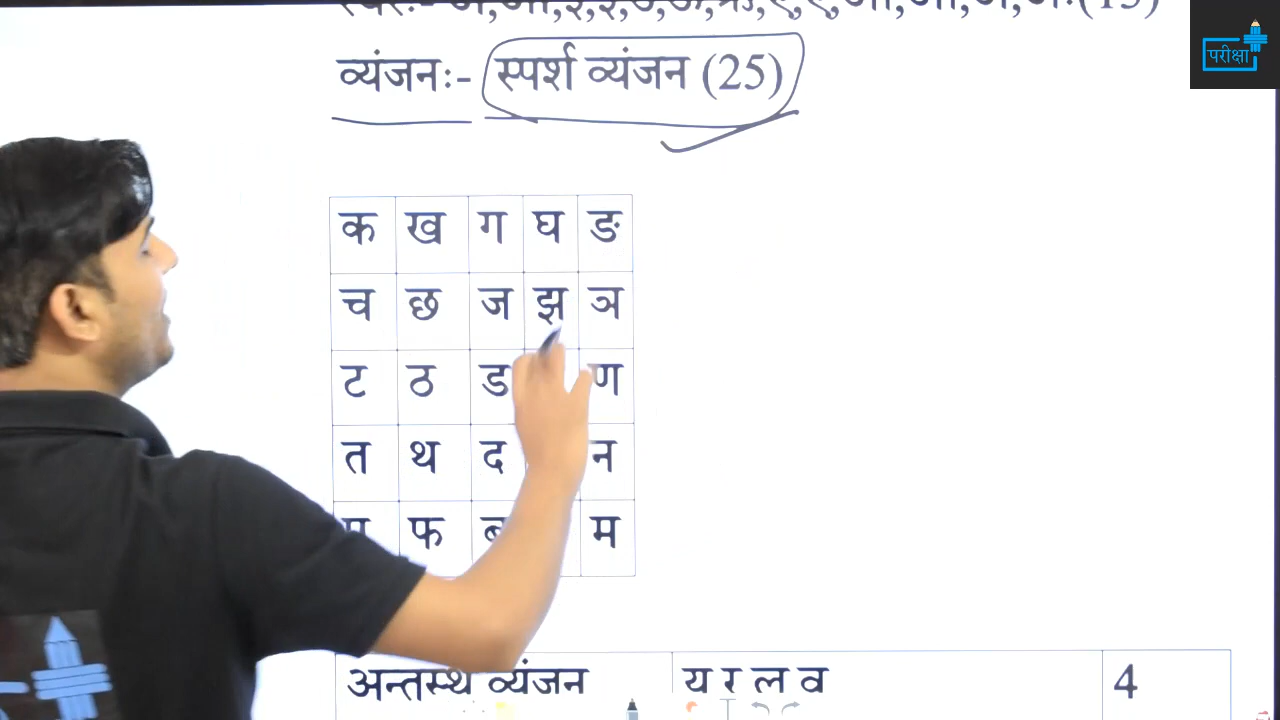 परीक्षा
व्यंजनः- स्पर्श व्यंजन (25)
क ख ग घ ङ
च छ ज झ ञ
ट ठ ड ण
त थ द न
फ म
अन्तस्थ व्यंजन य र ल व 4